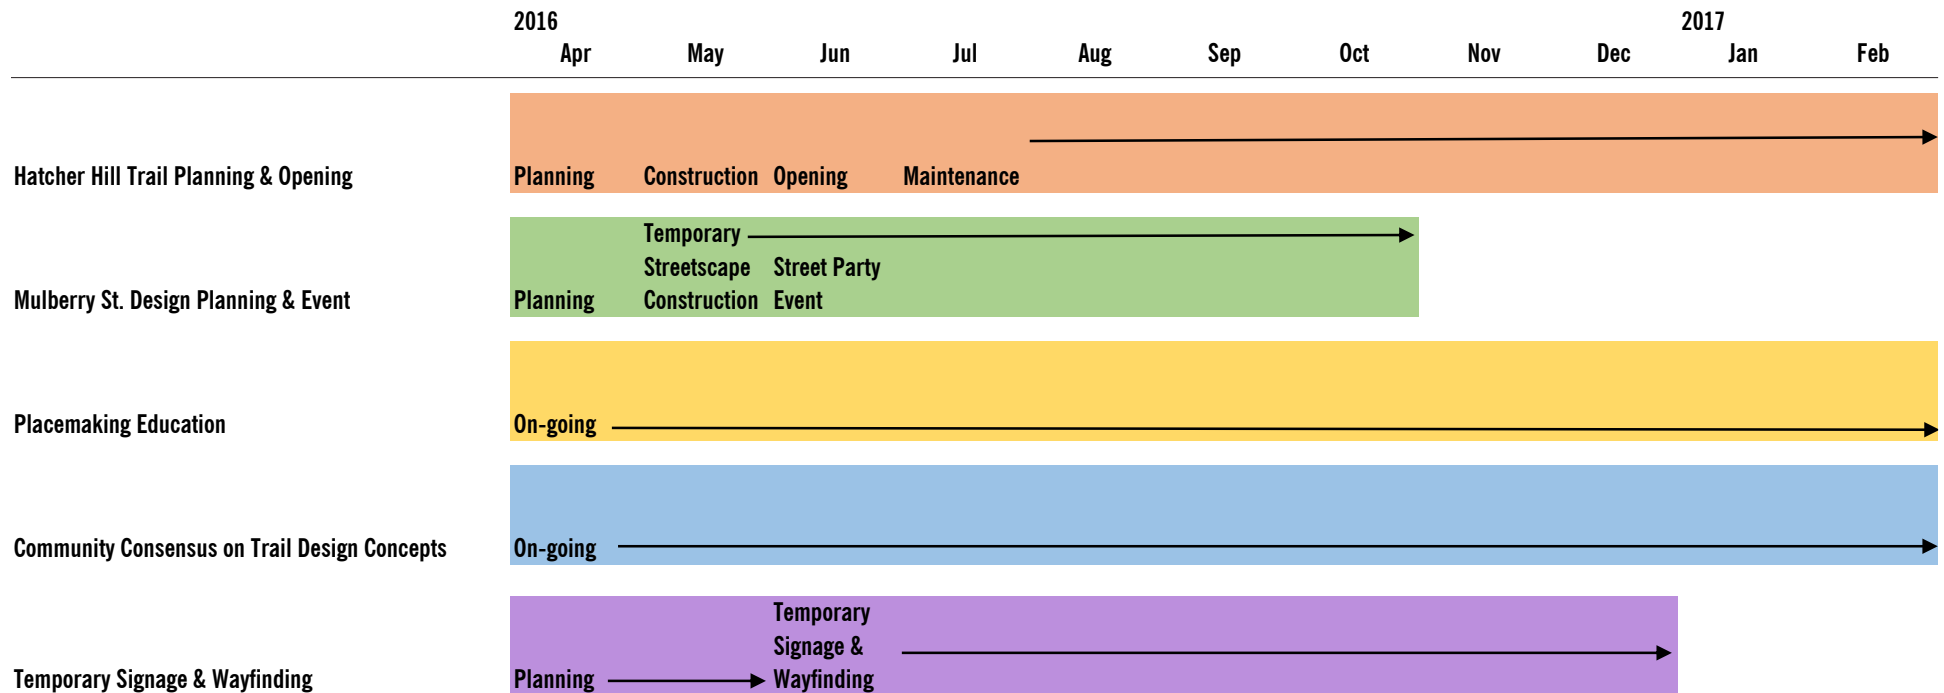 2016 2017
Apr May Jun Jul Aug Sep Oct Nov Dec Jan Feb
Hatcher Hill Trail Planning & Opening Planning Construction Opening Maintenance
Temporary
Streetscape Street Party
Mulberry St. Design Planning & Event Planning Construction Event
Placemaking Education On-going
Community Consensus on Trail Design Concepts On-going
Temporary
Signage &
Temporary Signage & Wayfinding Planning Wayfinding